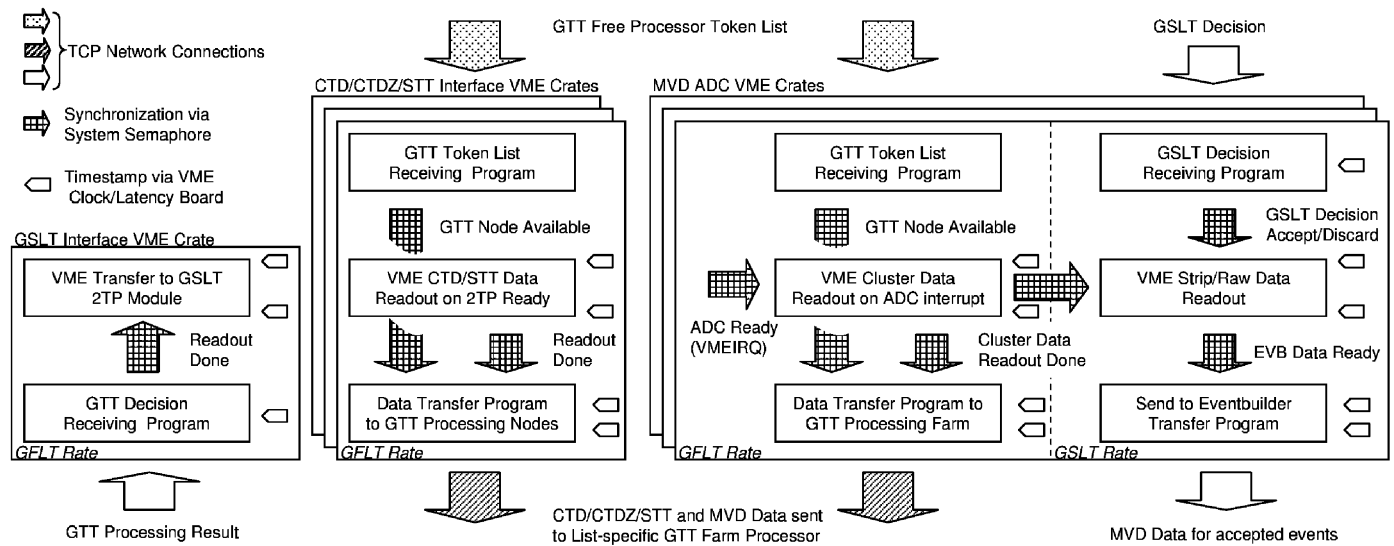 TCP Network Connections
Synchronization via
System Semaphore
Timestamp via VME
Clock/Latency Board
GTT Free Processor Token List
GSLT Decision
GSLT Interface VME Crate
VME Transfer to GSLT
2TP Module
Readout
Done
GTT Decision
Receiving Program
GFLT Rate
GTT Processing Result
CTD/CTDZ/STT Interface VME Crates
GTT Token List
Receiving Program
GTT Node Available
VME CTD/STT Data
Readout on 2TP Ready
Readout
Done
Data Transfer Program
to GTT Processing Nodes
GFLT Rate
MVD ADC VME Crates
GTT Token List
Receiving Program
GTT Node Available
ADC Ready
(VMEIRQ)
VME Cluster Data
Readout on ADC interrupt
Cluster Data
Readout Done
Data Transfer Program to
GTT Processing Farm
GFLT Rate
GSLT Decision
Receiving Program
GSLT Decision
Accept/Discard
VME Strip/Raw Data
Readout
EVB Data Ready
Send to Eventbuilder
Transfer Program
GSLT Rate
CTD/CTDZ/STT and MVD Data sent
to List-specific GTT Farm Processor
MVD Data for accepted events